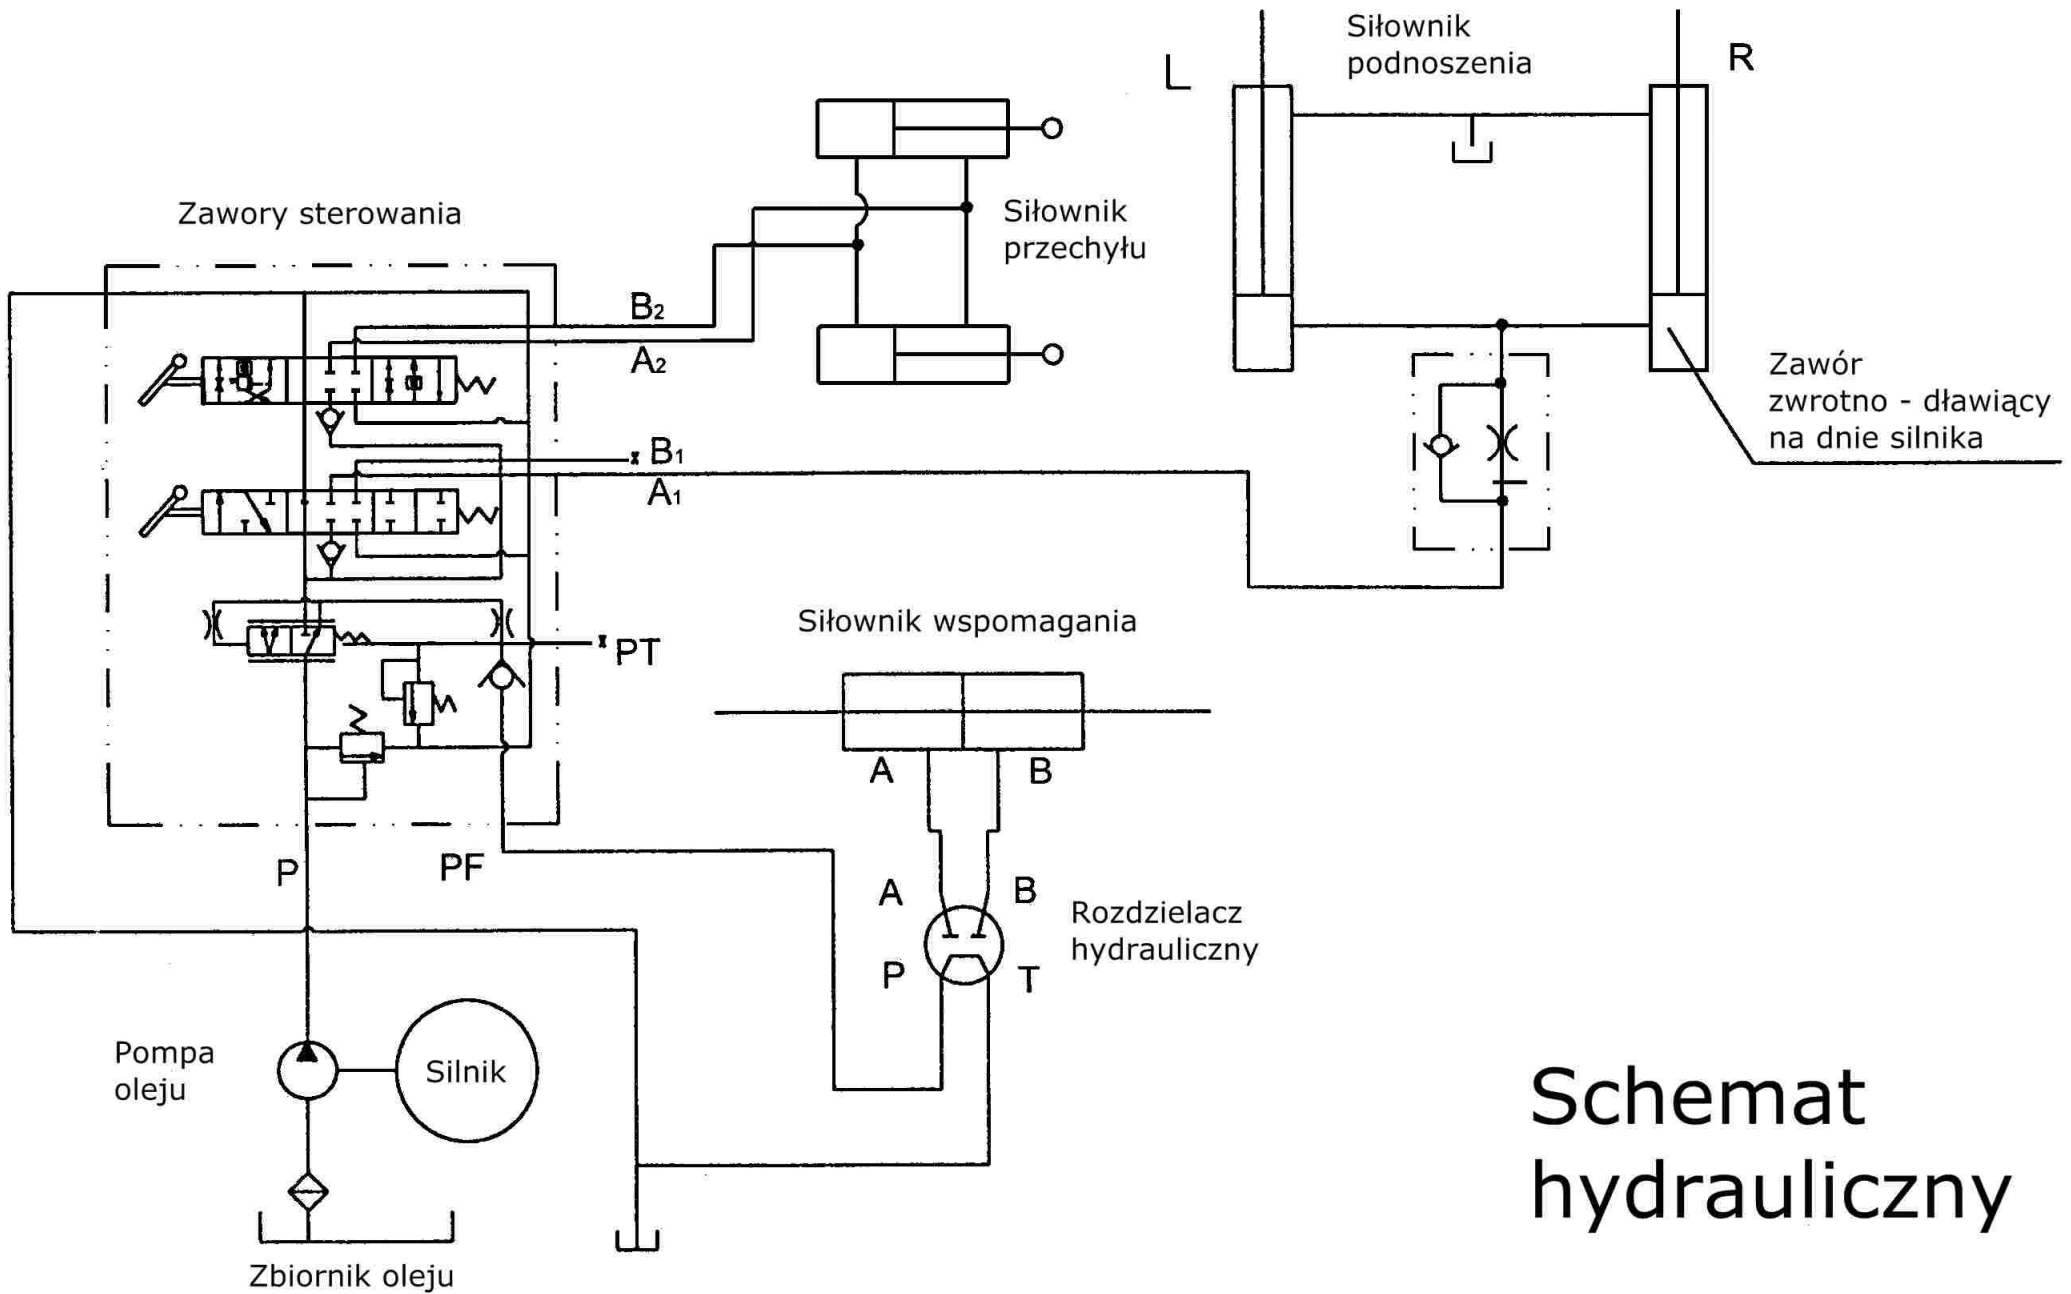 Siłownik
podnoszenia
L
R
Zawory sterowania
Siłownik
przechyłu
B2
A2
Zawór
zwrotno - dławiący
na dnie silnika
x B1
A1
Siłownik wspomagania
x PT
A
B
P
PF
A
B
Rozdzielacz
hydrauliczny
P
T
Pompa
oleju
Silnik
Schemat
hydrauliczny
Zbiornik oleju